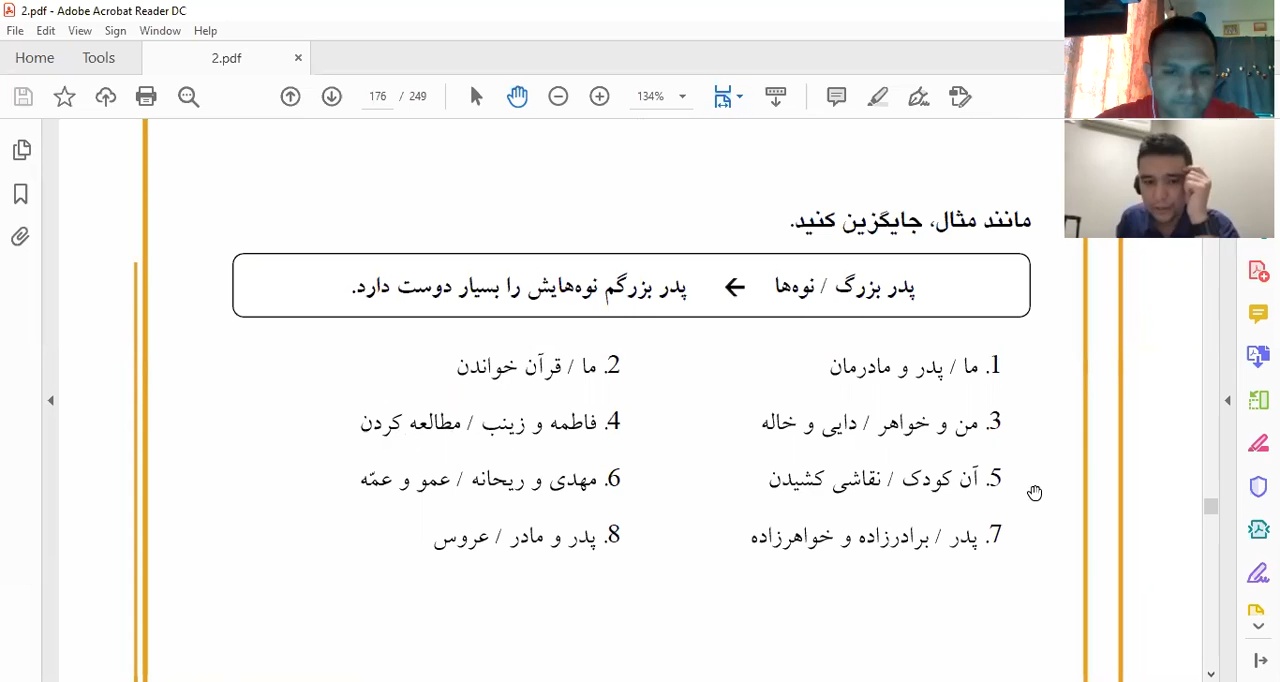 2.pdf - Adobe Acrobat Reader DC
File Edit View Sign Window Help
Home Tools 2.pdf ×
176 / 249 134%
مانند مثال، جایگزین کنید.
پدر بزرگ / نوه‌ها ← پدر بزرگم نوه‌هایش را بسیار دوست دارد.
1. ما / پدر و مادرمان 2. ما / قرآن خواندن
3. من و خواهر / دایی و خاله 4. فاطمه و زینب / مطالعه کردن
5. آن کودک / نقاشی کشیدن 6. مهدی و ریحانه / عمو و عمّه
7. پدر / برادرزاده و خواهرزاده 8. پدر و مادر / عروس